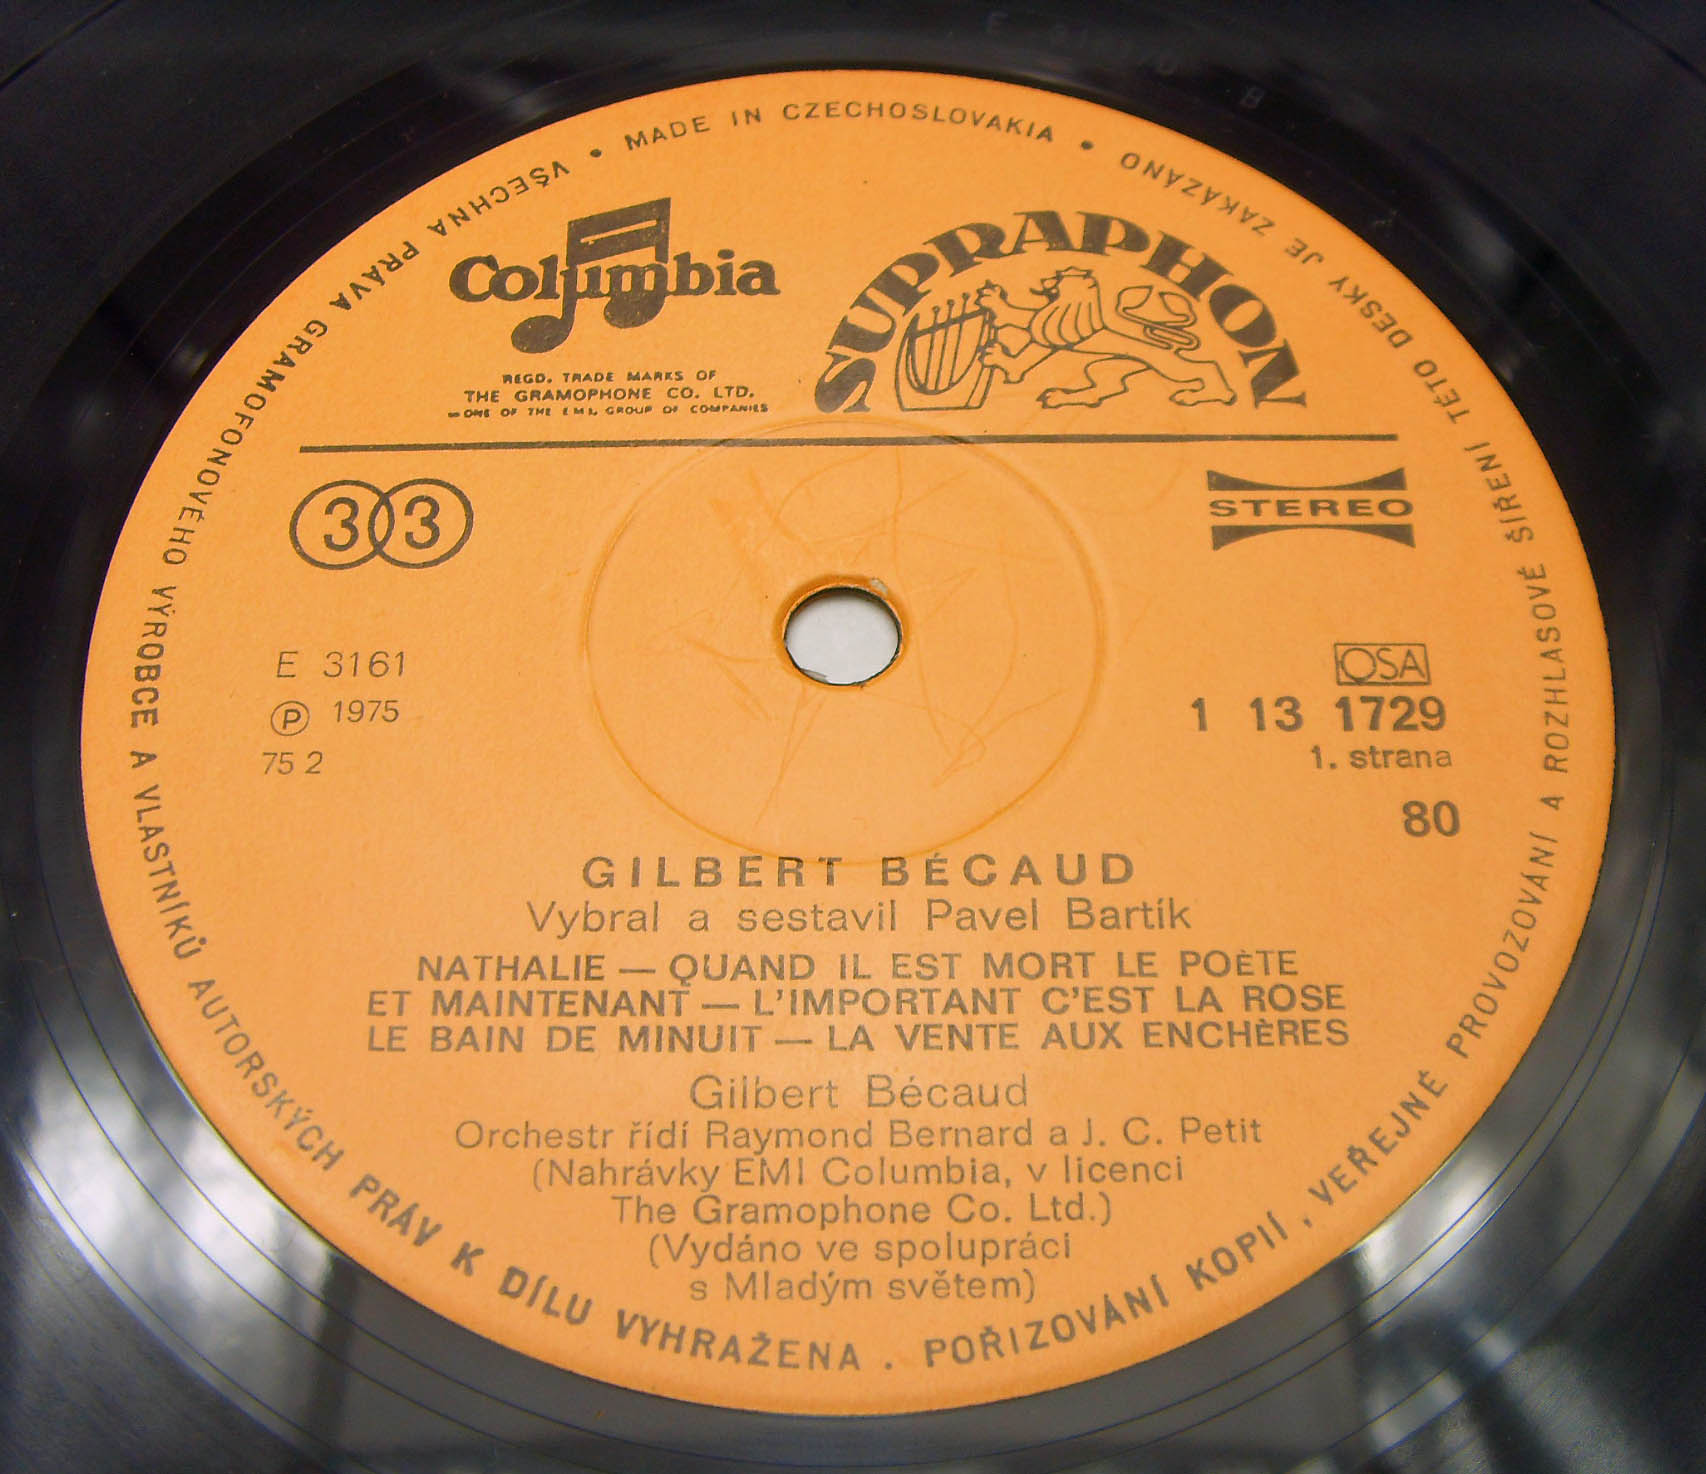 MADE IN CZECHOSLOVAKIA
VŠECHNA PRÁVA GRAMOFONOVÉHO VÝROBCE A VLASTNÍKŮ AUTORSKÝCH PRÁV K DÍLU VYHRAŽENA . POŘIZOVÁNÍ KOPIÍ , VEŘEJNÉ PROVOZOVÁNÍ A ROZHLASOVÉ ŠÍŘENÍ TÉTO DESKY JE ZAKÁZÁNO
Columbia
SUPRAPHON
REGD. TRADE MARKS OF
THE GRAMOPHONE CO. LTD.
ONE OF THE E.M.I. GROUP OF COMPANIES
33
STEREO
E 3161
℗ 1975
75 2
OSA
1 13 1729
1. strana
80
GILBERT BÉCAUD
Vybral a sestavil Pavel Bartík
NATHALIE — QUAND IL EST MORT LE POÈTE
ET MAINTENANT — L'IMPORTANT C'EST LA ROSE
LE BAIN DE MINUIT — LA VENTE AUX ENCHÈRES
Gilbert Bécaud
Orchestr řídí Raymond Bernard a J. C. Petit
(Nahrávky EMI Columbia, v licenci
The Gramophone Co. Ltd.)
(Vydáno ve spolupráci
s Mladým světem)